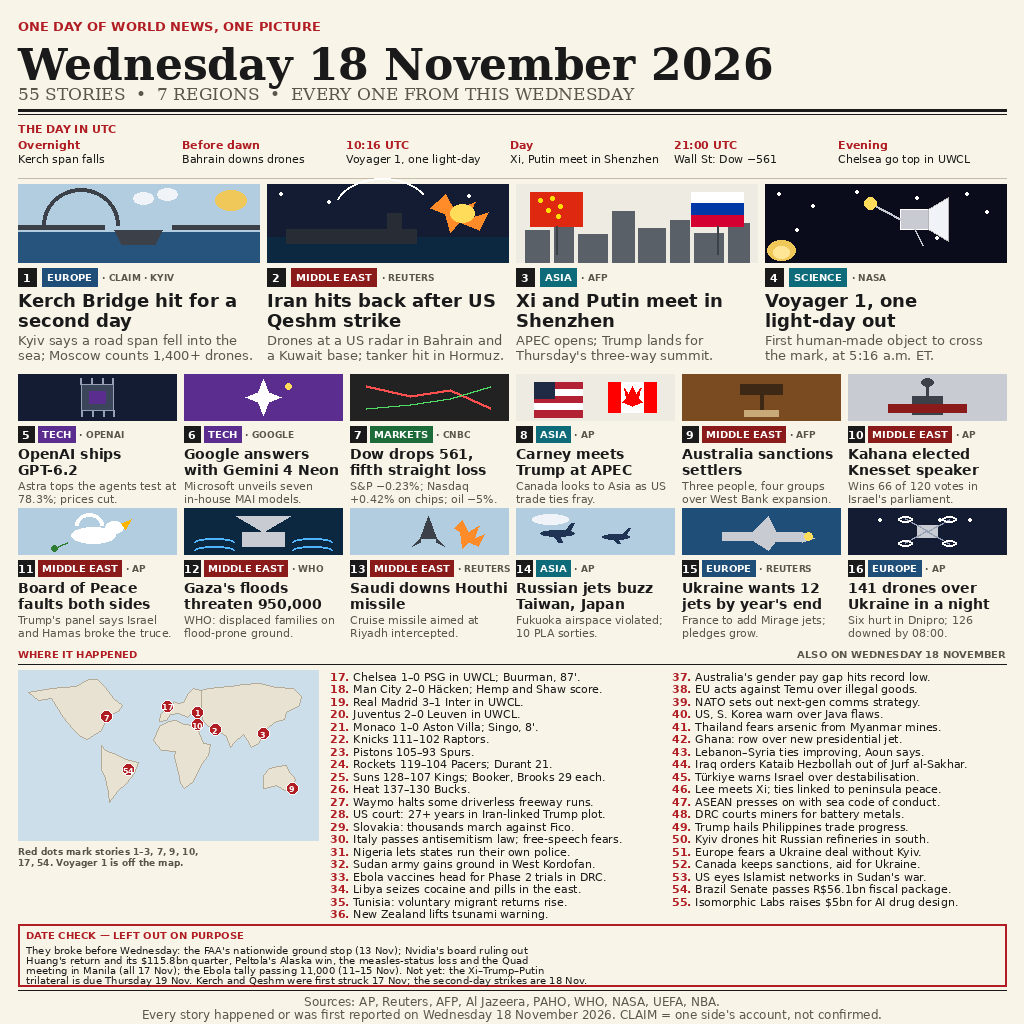 ONE DAY OF WORLD NEWS, ONE PICTURE
Wednesday 18 November 2026
55 STORIES • 7 REGIONS • EVERY ONE FROM THIS WEDNESDAY
THE DAY IN UTC
Overnight
Kerch span falls
Before dawn
Bahrain downs drones
10:16 UTC
Voyager 1, one light-day
Day
Xi, Putin meet in Shenzhen
21:00 UTC
Wall St: Dow −561
Evening
Chelsea go top in UWCL
1 EUROPE · CLAIM · KYIV
Kerch Bridge hit for a
second day
Kyiv says a road span fell into the
sea; Moscow counts 1,400+ drones.
2 MIDDLE EAST · REUTERS
Iran hits back after US
Qeshm strike
Drones at a US radar in Bahrain and
a Kuwait base; tanker hit in Hormuz.
3 ASIA · AFP
Xi and Putin meet in
Shenzhen
APEC opens; Trump lands for
Thursday's three-way summit.
4 SCIENCE · NASA
Voyager 1, one
light-day out
First human-made object to cross
the mark, at 5:16 a.m. ET.
5 TECH · OPENAI
OpenAI ships
GPT-6.2
Astra tops the agents test at
78.3%; prices cut.
6 TECH · GOOGLE
Google answers
with Gemini 4 Neon
Microsoft unveils seven
in-house MAI models.
7 MARKETS · CNBC
Dow drops 561,
fifth straight loss
S&P −0.23%; Nasdaq
+0.42% on chips; oil −5%.
8 ASIA · AP
Carney meets
Trump at APEC
Canada looks to Asia as US
trade ties fray.
9 MIDDLE EAST · AFP
Australia sanctions
settlers
Three people, four groups
over West Bank expansion.
10 MIDDLE EAST · AP
Kahana elected
Knesset speaker
Wins 66 of 120 votes in
Israel's parliament.
11 MIDDLE EAST · AP
Board of Peace
faults both sides
Trump's panel says Israel
and Hamas broke the truce.
12 MIDDLE EAST · WHO
Gaza's floods
threaten 950,000
WHO: displaced families on
flood-prone ground.
13 MIDDLE EAST · REUTERS
Saudi downs Houthi
missile
Cruise missile aimed at
Riyadh intercepted.
14 ASIA · AP
Russian jets buzz
Taiwan, Japan
Fukuoka airspace violated;
10 PLA sorties.
15 EUROPE · REUTERS
Ukraine wants 12
jets by year's end
France to add Mirage jets;
pledges grow.
16 EUROPE · AP
141 drones over
Ukraine in a night
Six hurt in Dnipro; 126
downed by 08:00.
WHERE IT HAPPENED
ALSO ON WEDNESDAY 18 NOVEMBER
7
17
1
10
2
3
54
9
Red dots mark stories 1–3, 7, 9, 10,
17, 54. Voyager 1 is off the map.
17. Chelsea 1–0 PSG in UWCL; Buurman, 87'.
18. Man City 2–0 Häcken; Hemp and Shaw score.
19. Real Madrid 3–1 Inter in UWCL.
20. Juventus 2–0 Leuven in UWCL.
21. Monaco 1–0 Aston Villa; Singo, 8'.
22. Knicks 111–102 Raptors.
23. Pistons 105–93 Spurs.
24. Rockets 119–104 Pacers; Durant 21.
25. Suns 128–107 Kings; Booker, Brooks 29 each.
26. Heat 137–130 Bucks.
27. Waymo halts some driverless freeway runs.
28. US court: 27+ years in Iran-linked Trump plot.
29. Slovakia: thousands march against Fico.
30. Italy passes antisemitism law; free-speech fears.
31. Nigeria lets states run their own police.
32. Sudan army gains ground in West Kordofan.
33. Ebola vaccines head for Phase 2 trials in DRC.
34. Libya seizes cocaine and pills in the east.
35. Tunisia: voluntary migrant returns rise.
36. New Zealand lifts tsunami warning.
37. Australia's gender pay gap hits record low.
38. EU acts against Temu over illegal goods.
39. NATO sets out next-gen comms strategy.
40. US, S. Korea warn over Java flaws.
41. Thailand fears arsenic from Myanmar mines.
42. Ghana: row over new presidential jet.
43. Lebanon–Syria ties improving, Aoun says.
44. Iraq orders Kataib Hezbollah out of Jurf al-Sakhar.
45. Türkiye warns Israel over destabilisation.
46. Lee meets Xi; ties linked to peninsula peace.
47. ASEAN presses on with sea code of conduct.
48. DRC courts miners for battery metals.
49. Trump hails Philippines trade progress.
50. Kyiv drones hit Russian refineries in south.
51. Europe fears a Ukraine deal without Kyiv.
52. Canada keeps sanctions, aid for Ukraine.
53. US eyes Islamist networks in Sudan's war.
54. Brazil Senate passes R$56.1bn fiscal package.
55. Isomorphic Labs raises $5bn for AI drug design.
DATE CHECK — LEFT OUT ON PURPOSE
They broke before Wednesday: the FAA's nationwide ground stop (13 Nov); Nvidia's board ruling out
Huang's return and its $115.8bn quarter, Peltola's Alaska win, the measles-status loss and the Quad
meeting in Manila (all 17 Nov); the Ebola tally passing 11,000 (11–15 Nov). Not yet: the Xi–Trump–Putin
trilateral is due Thursday 19 Nov. Kerch and Qeshm were first struck 17 Nov; the second-day strikes are 18 Nov.
Sources: AP, Reuters, AFP, Al Jazeera, PAHO, WHO, NASA, UEFA, NBA.
Every story happened or was first reported on Wednesday 18 November 2026. CLAIM = one side's account, not confirmed.